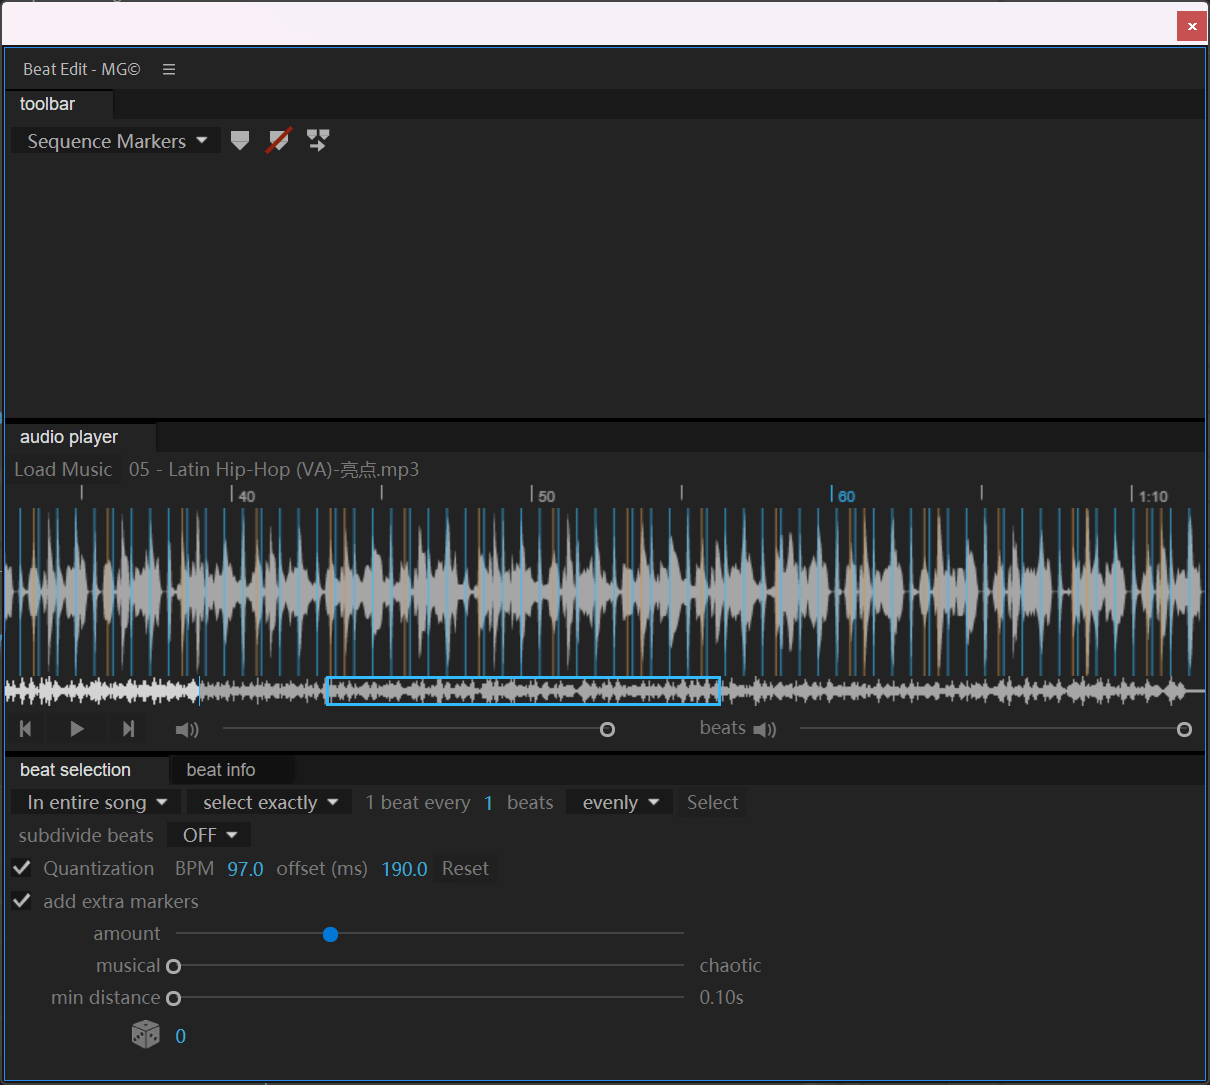 Beat Edit - MG©
toolbar
Sequence Markers
audio player
Load Music 05 - Latin Hip-Hop (VA)-亮点.mp3
40 50 60 1:10
beats
beat selection beat info
In entire song select exactly 1 beat every 1 beats evenly Select
subdivide beats OFF
Quantization BPM 97.0 offset (ms) 190.0 Reset
add extra markers
amount
musical chaotic
min distance 0.10s
0